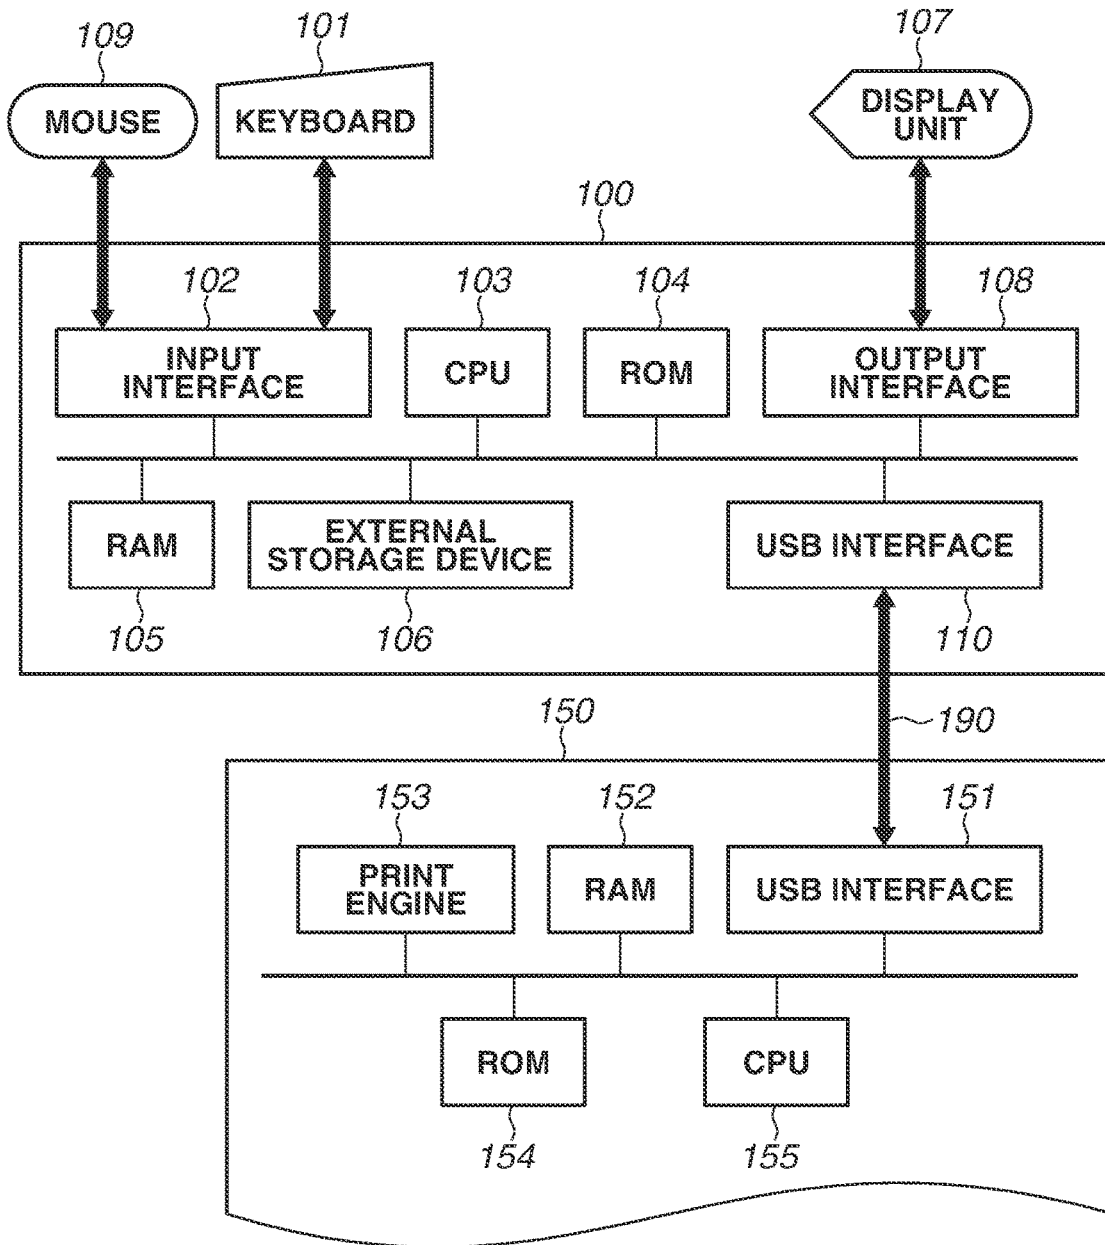 109
101
107
MOUSE
KEYBOARD
DISPLAY
UNIT
100
102
103
104
108
INPUT
INTERFACE
CPU
ROM
OUTPUT
INTERFACE
RAM
EXTERNAL
STORAGE DEVICE
USB INTERFACE
105
106
110
150
190
153
152
151
PRINT
ENGINE
RAM
USB INTERFACE
ROM
CPU
154
155